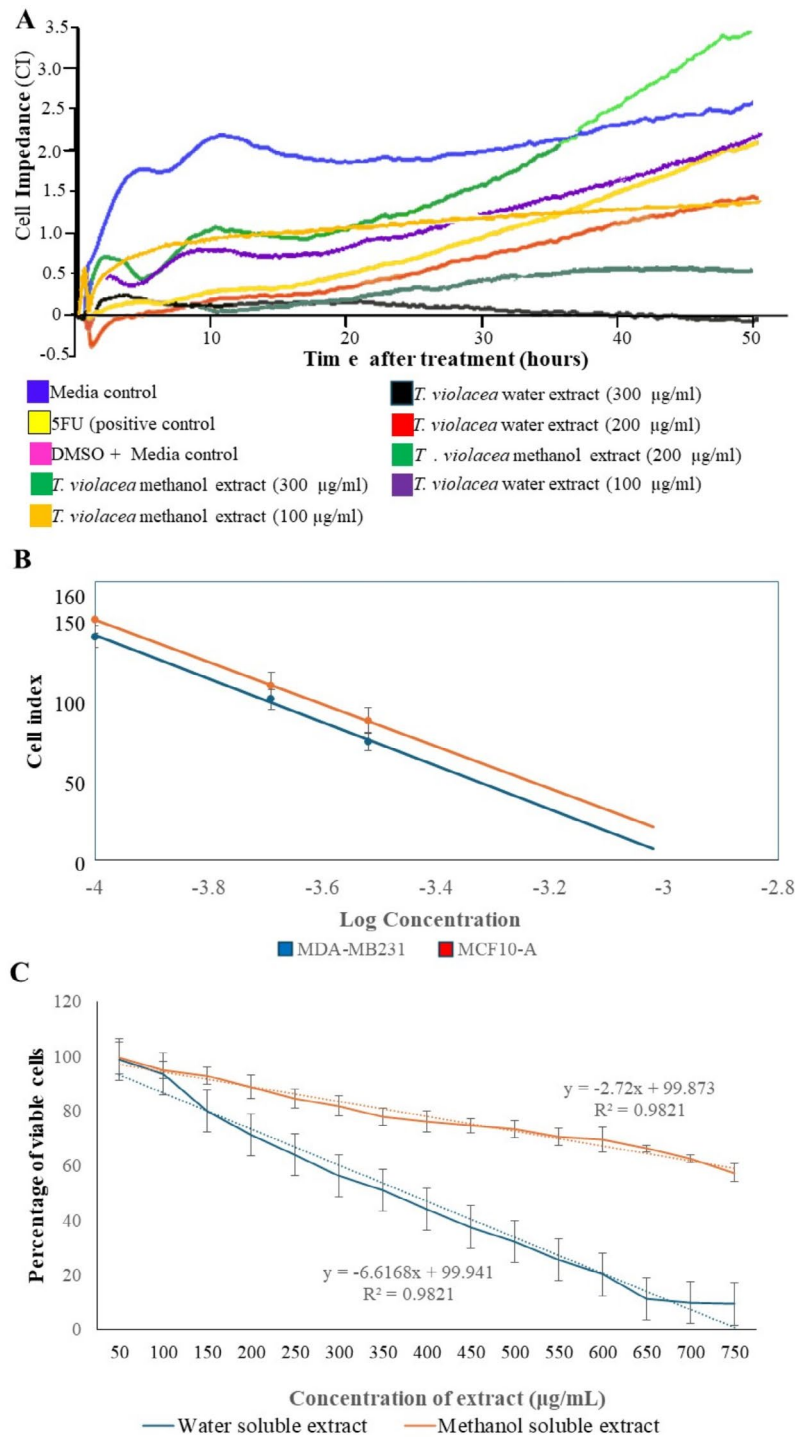 A
Cell Impedance (CI)
3.5
3.0
2.5
2.0
1.5
1.0
0.5
0
-0.5
10 20 30 40 50
Tim e after treatment (hours)
Media control
5FU (positive control
DMSO + Media control
T. violacea methanol extract (300 µg/ml)
T. violacea methanol extract (100 µg/ml)
T. violacea water extract (300 µg/ml)
T. violacea water extract (200 µg/ml)
T . violacea methanol extract (200 µg/ml)
T. violacea water extract (100 µg/ml)
B
Cell index
160
150
100
50
0
-4 -3.8 -3.6 -3.4 -3.2 -3 -2.8
Log Concentration
MDA-MB231 MCF10-A
C
Percentage of viable cells
120
100
80
60
40
20
0
y = -2.72x + 99.873
R² = 0.9821
y = -6.6168x + 99.941
R² = 0.9821
50 100 150 200 250 300 350 400 450 500 550 600 650 700 750
Concentration of extract (µg/mL)
Water soluble extract Methanol soluble extract